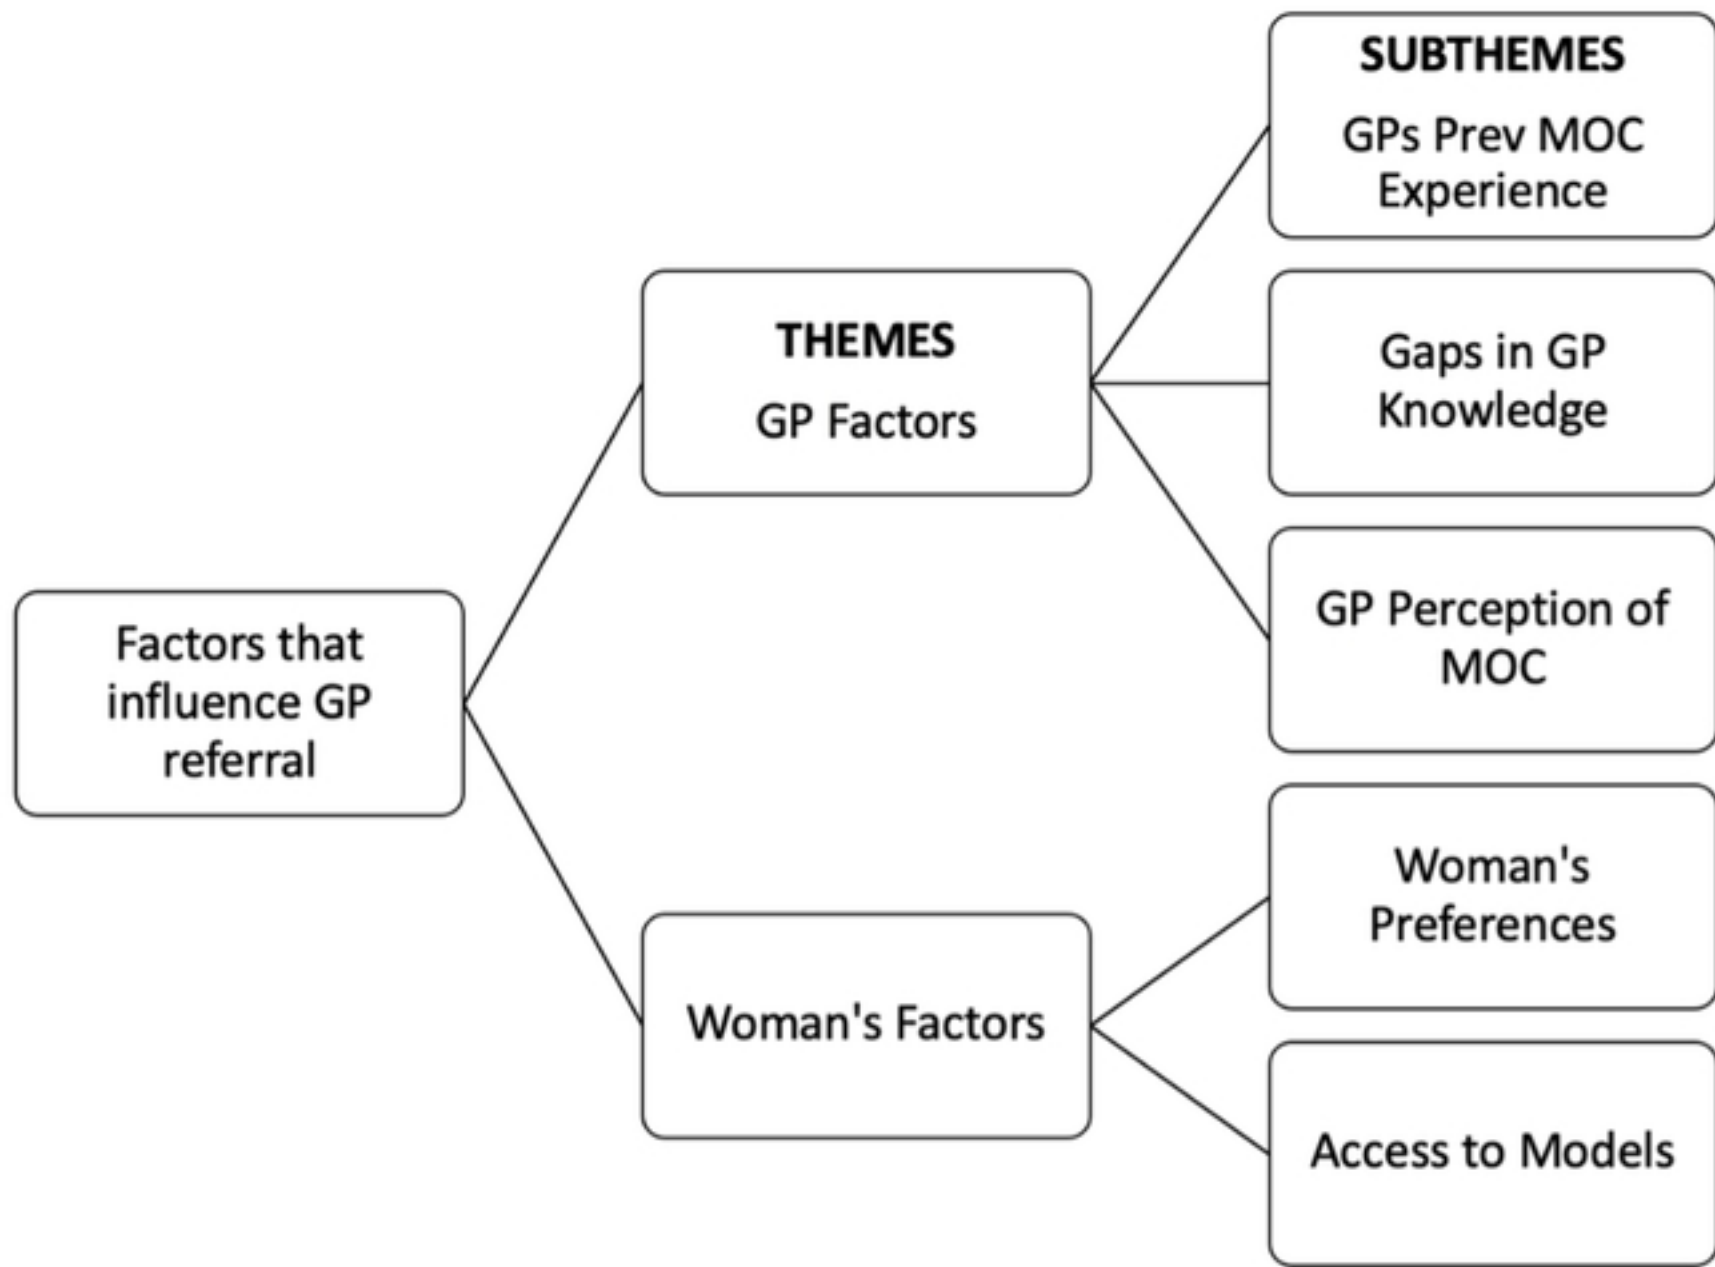 Factors that
influence GP
referral
THEMES
GP Factors
Woman's Factors
SUBTHEMES
GPs Prev MOC
Experience
Gaps in GP
Knowledge
GP Perception of
MOC
Woman's
Preferences
Access to Models